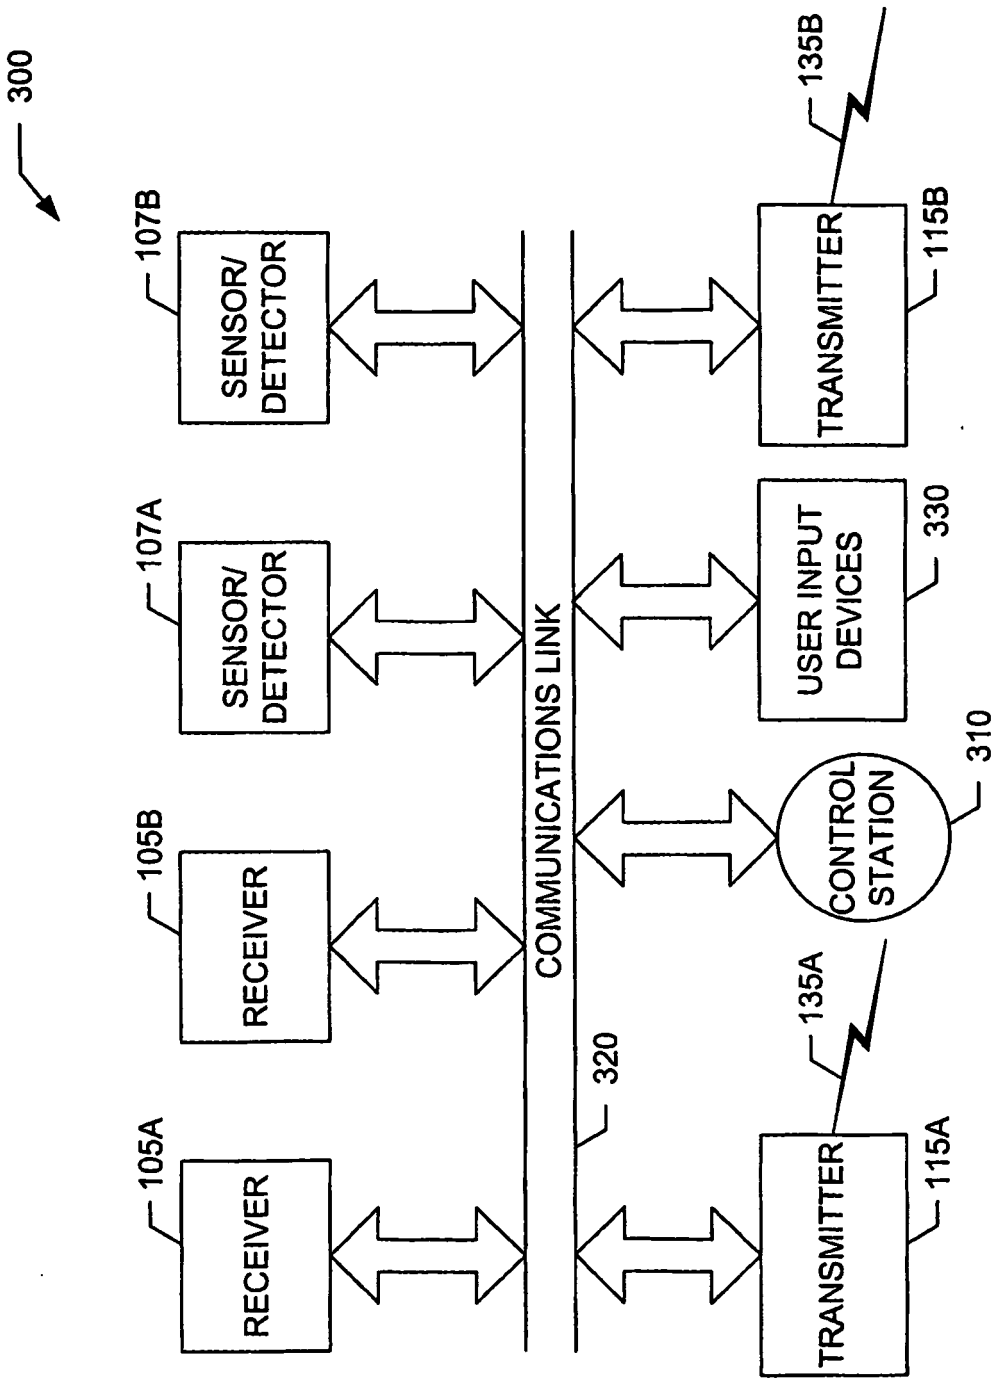 300
105A
105B
107A
107B
RECEIVER
RECEIVER
SENSOR/
DETECTOR
SENSOR/
DETECTOR
COMMUNICATIONS LINK
320
135A
135B
TRANSMITTER
CONTROL
STATION
USER INPUT
DEVICES
TRANSMITTER
115A
310
330
115B